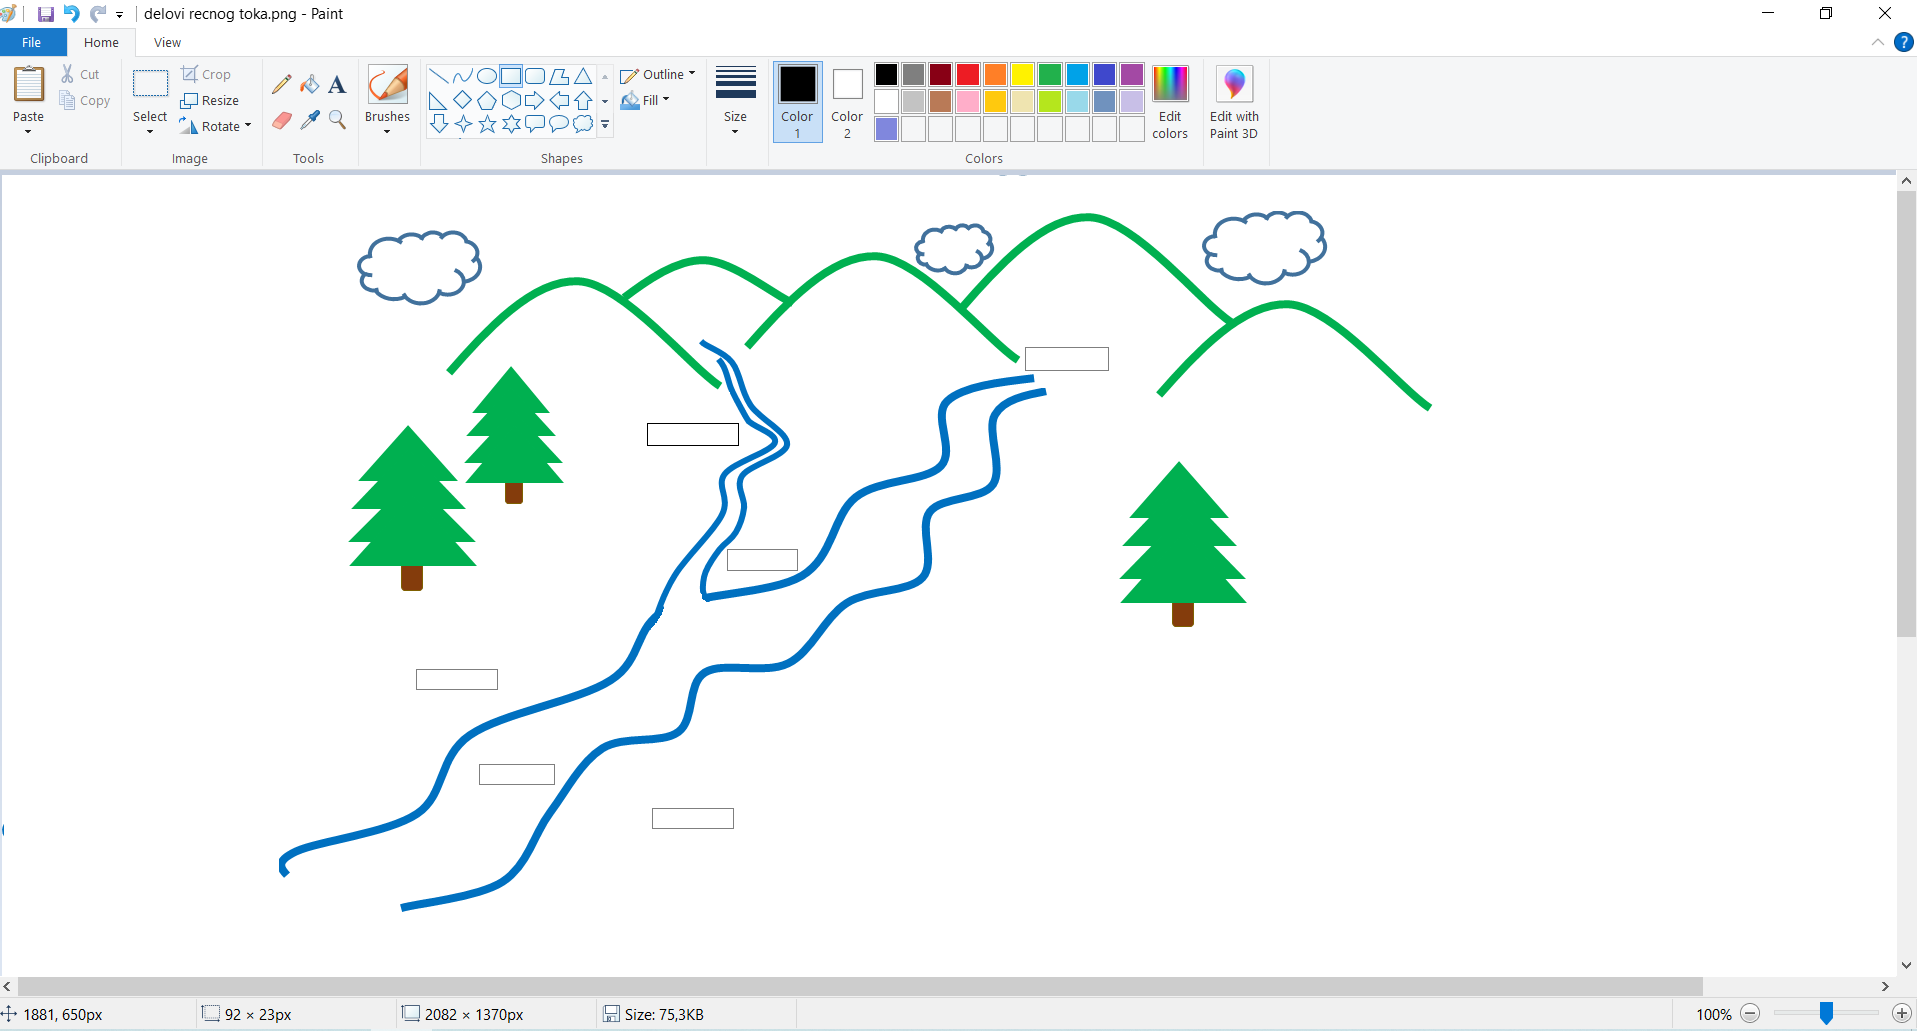 delovi recnog toka.png - Paint
File Home View
Paste Cut Copy Clipboard
Select Crop Resize Rotate Image
Tools
Brushes
Shapes Outline Fill
Size
Color 1 Color 2
Colors
Edit colors
Edit with Paint 3D
?
1881, 650px 92 × 23px 2082 × 1370px Size: 75,3KB 100%